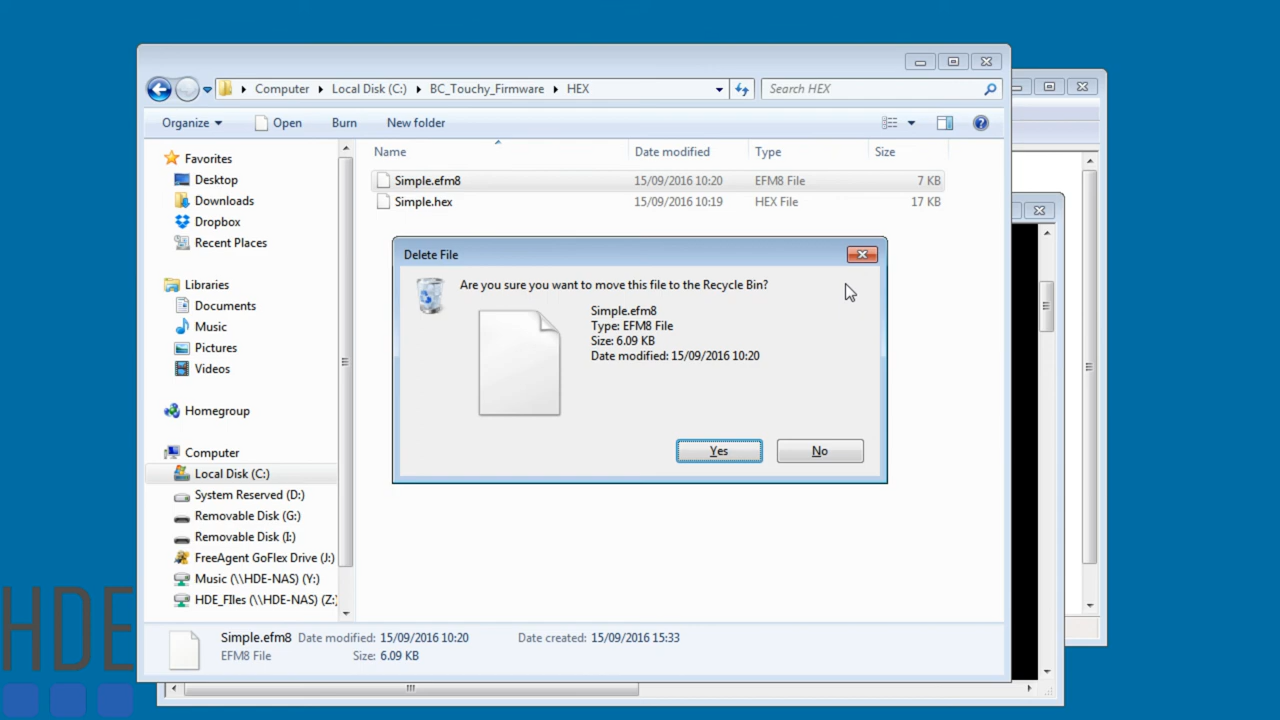 Computer Local Disk (C:) BC_Touchy_Firmware HEX Search HEX
Organize Open Burn New folder
Name Date modified Type Size
Simple.efm8 15/09/2016 10:20 EFM8 File 7 KB
Simple.hex 15/09/2016 10:19 HEX File 17 KB
Favorites
Desktop
Downloads
Dropbox
Recent Places
Libraries
Documents
Music
Pictures
Videos
Homegroup
Computer
Local Disk (C:)
System Reserved (D:)
Removable Disk (G:)
Removable Disk (I:)
FreeAgent GoFlex Drive (J:)
Music (\\HDE-NAS) (Y:)
HDE_FIles (\\HDE-NAS) (Z:)
Delete File
Are you sure you want to move this file to the Recycle Bin?
Simple.efm8
Type: EFM8 File
Size: 6.09 KB
Date modified: 15/09/2016 10:20
Yes No
Simple.efm8 Date modified: 15/09/2016 10:20 Date created: 15/09/2016 15:33
EFM8 File Size: 6.09 KB
HDE